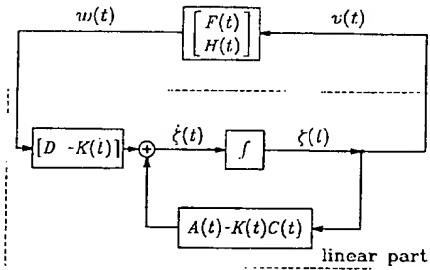 w(t)
F(t)
H(t)
v(t)
[D -K(t)]
ζ̇(t)
∫
ζ(t)
A(t)-K(t)C(t)
linear part